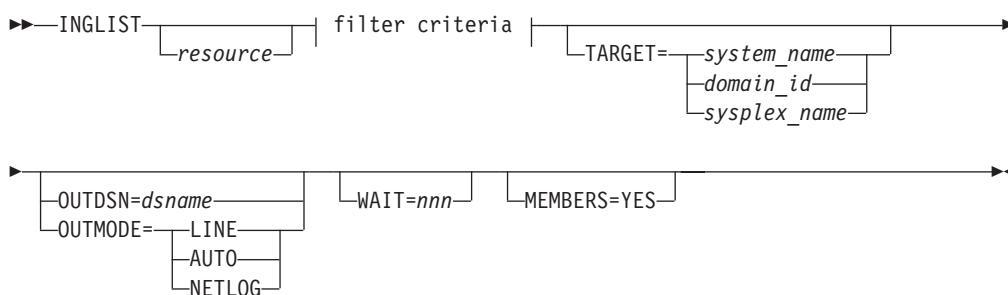 INGLIST resource filter criteria TARGET= system_name
domain_id
sysplex_name
OUTDSN=dsname WAIT=nnn MEMBERS=YES
OUTMODE= LINE
AUTO
NETLOG